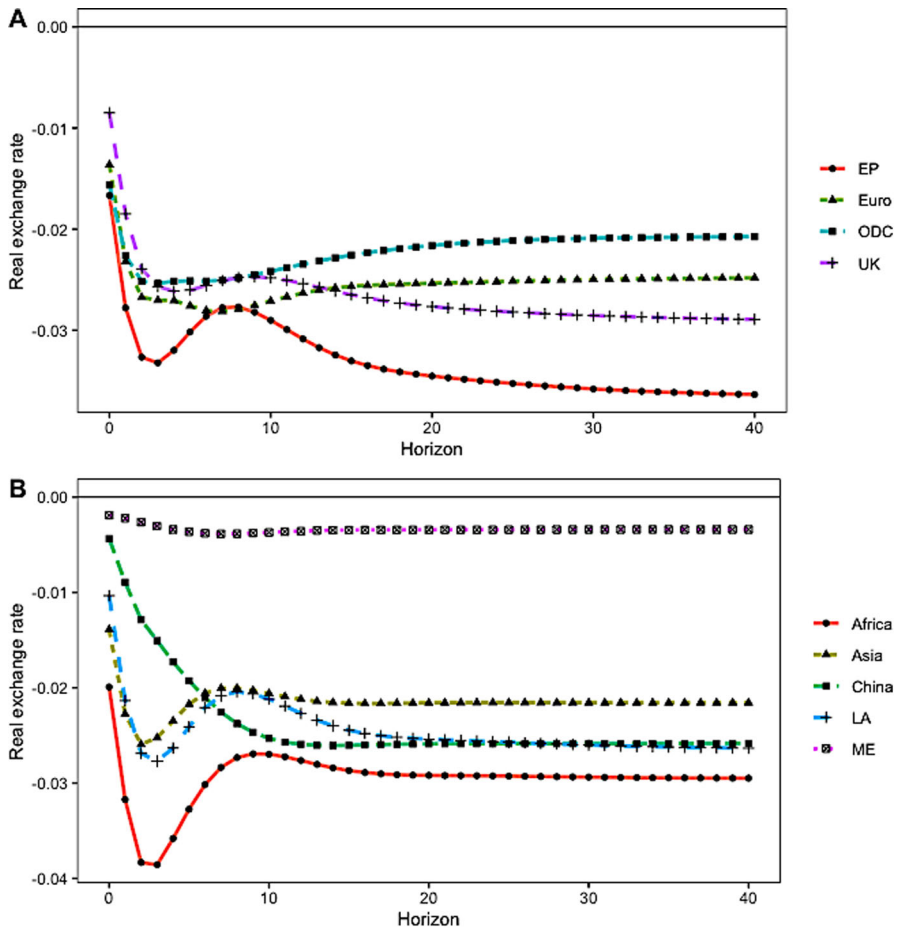 A
0.00
-0.01
-0.02
-0.03
Real exchange rate
0 10 20 30 40
Horizon
EP
Euro
ODC
UK
B
0.00
-0.01
-0.02
-0.03
-0.04
Real exchange rate
0 10 20 30 40
Horizon
Africa
Asia
China
LA
ME